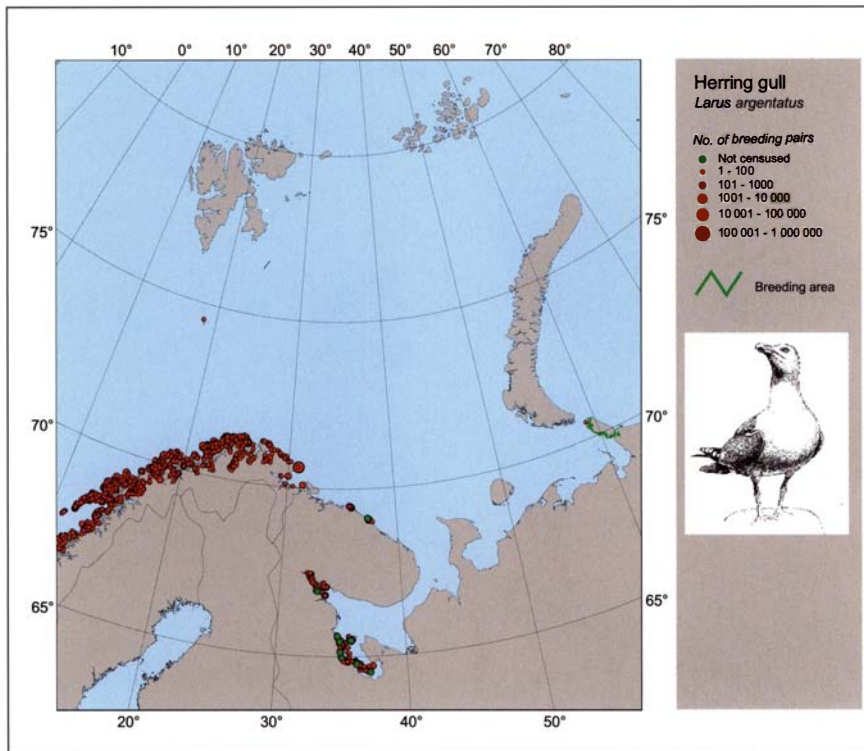 10° 0° 10° 20° 30° 40° 50° 60° 70° 80°
75° 75°
70° 70°
65° 65°
20° 30° 40° 50°
Herring gull
Larus argentatus
No. of breeding pairs
Not censused
1 - 100
101 - 1000
1001 - 10 000
10 001 - 100 000
100 001 - 1 000 000
Breeding area